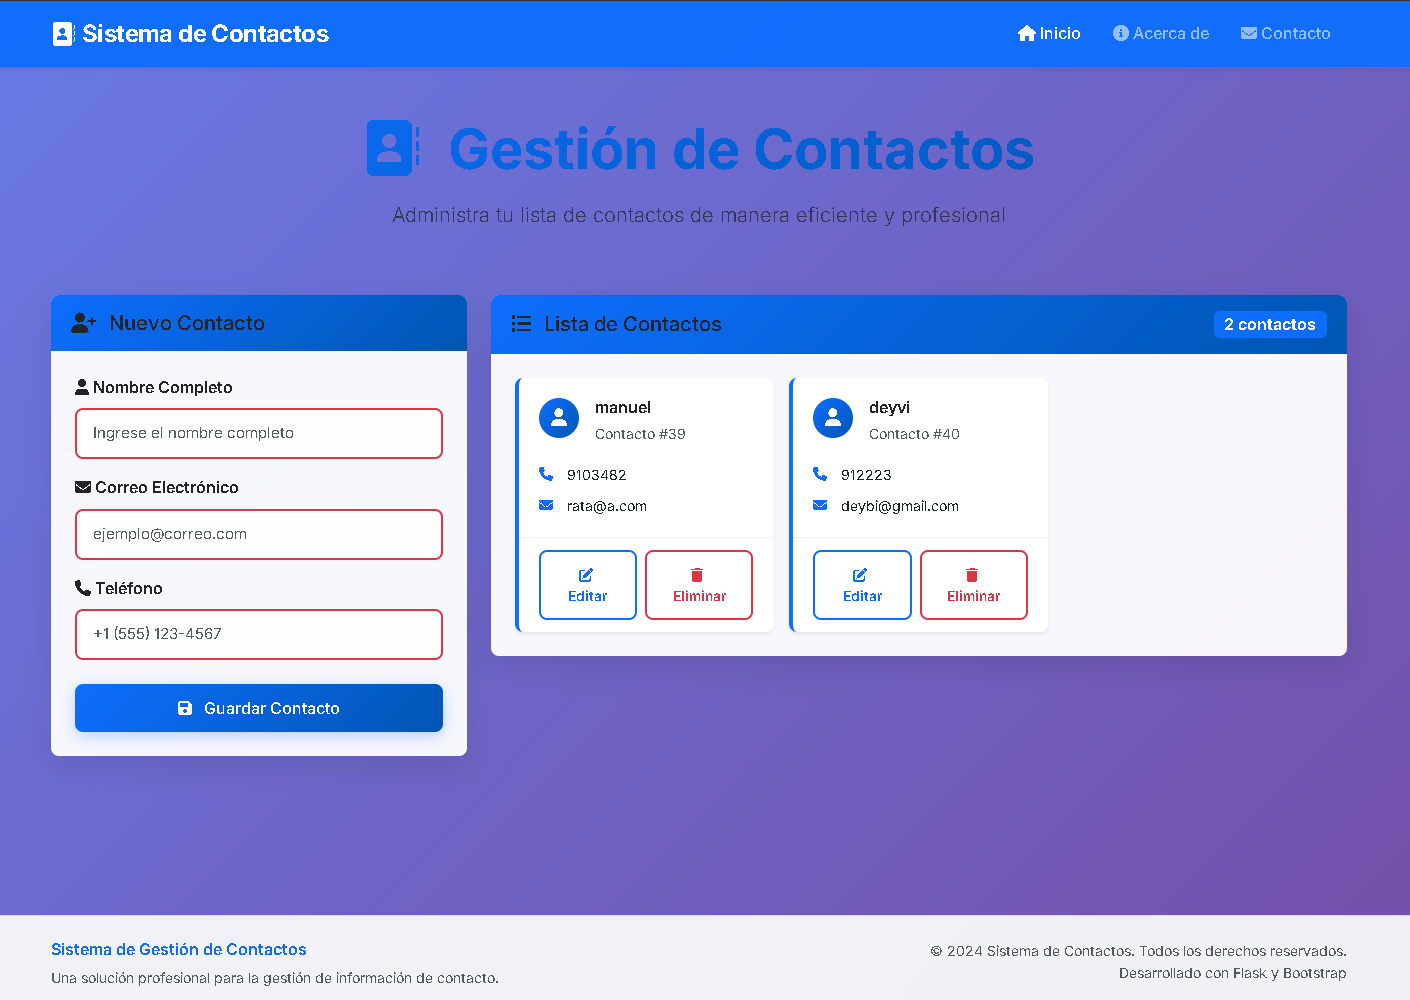 Sistema de Contactos
Inicio
Acerca de
Contacto
Gestión de Contactos
Administra tu lista de contactos de manera eficiente y profesional
Nuevo Contacto
Nombre Completo
Ingrese el nombre completo
Correo Electrónico
ejemplo@correo.com
Teléfono
+1 (555) 123-4567
Guardar Contacto
Lista de Contactos
2 contactos
manuel
Contacto #39
9103482
rata@a.com
Editar
Eliminar
deyvi
Contacto #40
912223
deybi@gmail.com
Editar
Eliminar
Sistema de Gestión de Contactos
Una solución profesional para la gestión de información de contacto.
© 2024 Sistema de Contactos. Todos los derechos reservados.
Desarrollado con Flask y Bootstrap